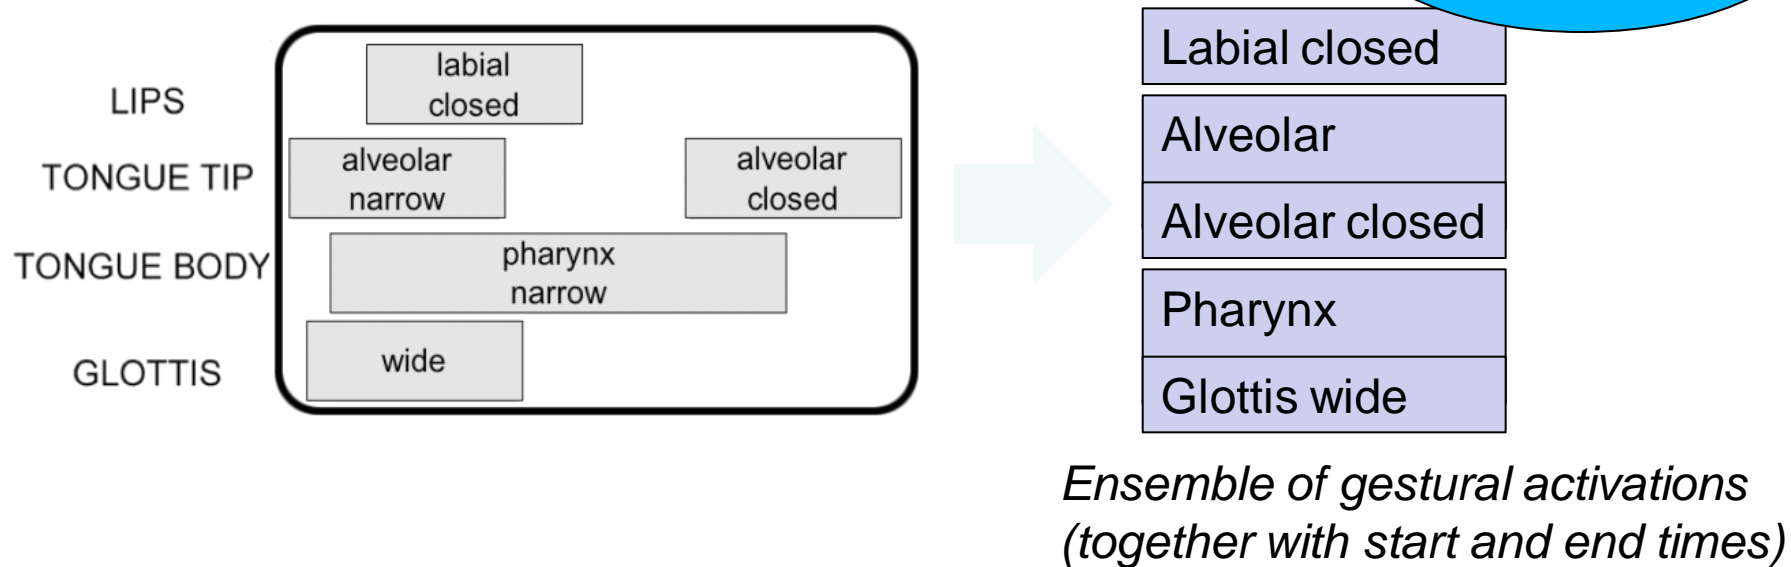 LIPS
labial
closed
TONGUE TIP
alveolar
narrow
alveolar
closed
TONGUE BODY
pharynx
narrow
GLOTTIS
wide
Labial closed
Alveolar
Alveolar closed
Pharynx
Glottis wide
Ensemble of gestural activations
(together with start and end times)